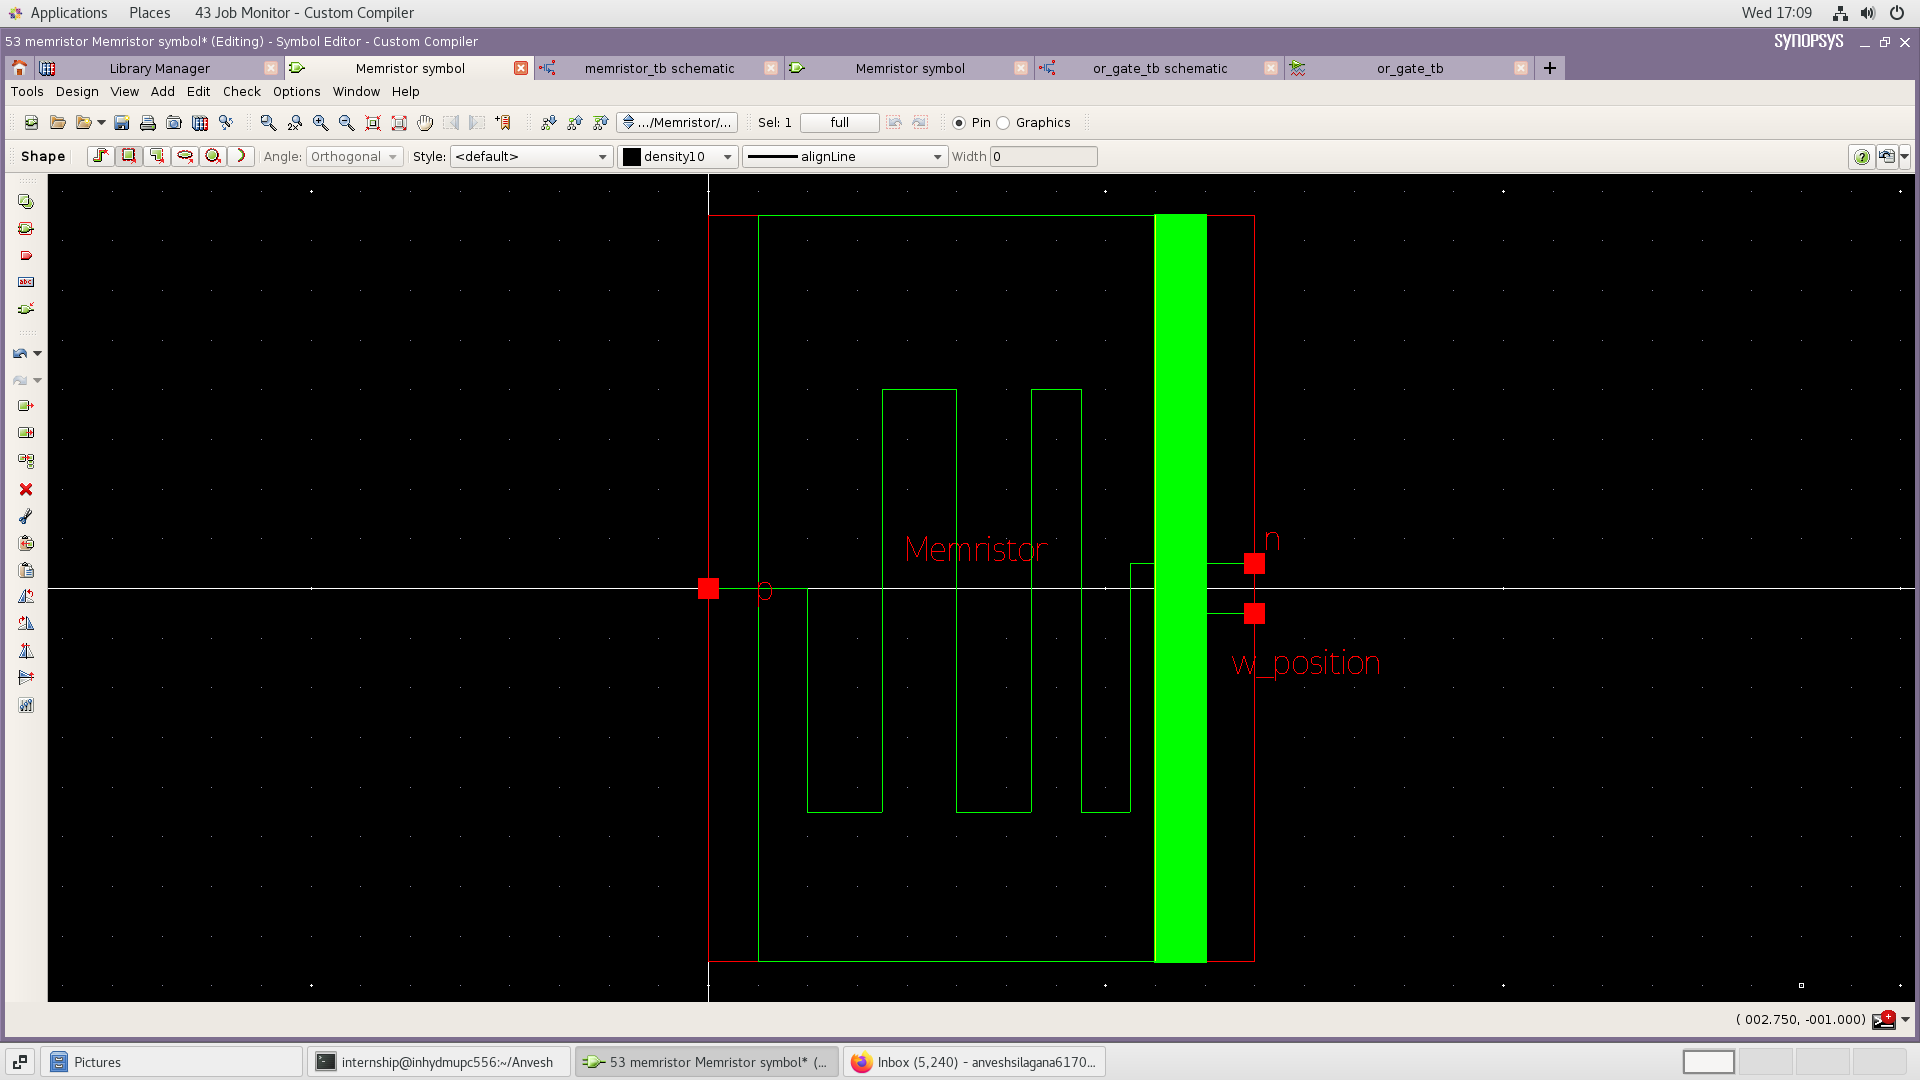 Applications Places 43 Job Monitor - Custom Compiler Wed 17:09
53 memristor Memristor symbol* (Editing) - Symbol Editor - Custom Compiler SYNOPSYS
Library Manager Memristor symbol memristor_tb schematic Memristor symbol or_gate_tb schematic or_gate_tb
Tools Design View Add Edit Check Options Window Help
2x .../Memristor/... Sel: 1 full Pin Graphics
Shape Angle: Orthogonal Style: <default> density10 alignLine Width 0
abc
n
Memristor
p
w_position
( 002.750, -001.000)
Pictures internship@inhydmupc556:~/Anvesh 53 memristor Memristor symbol* (... Inbox (5,240) - anveshsilagana6170...